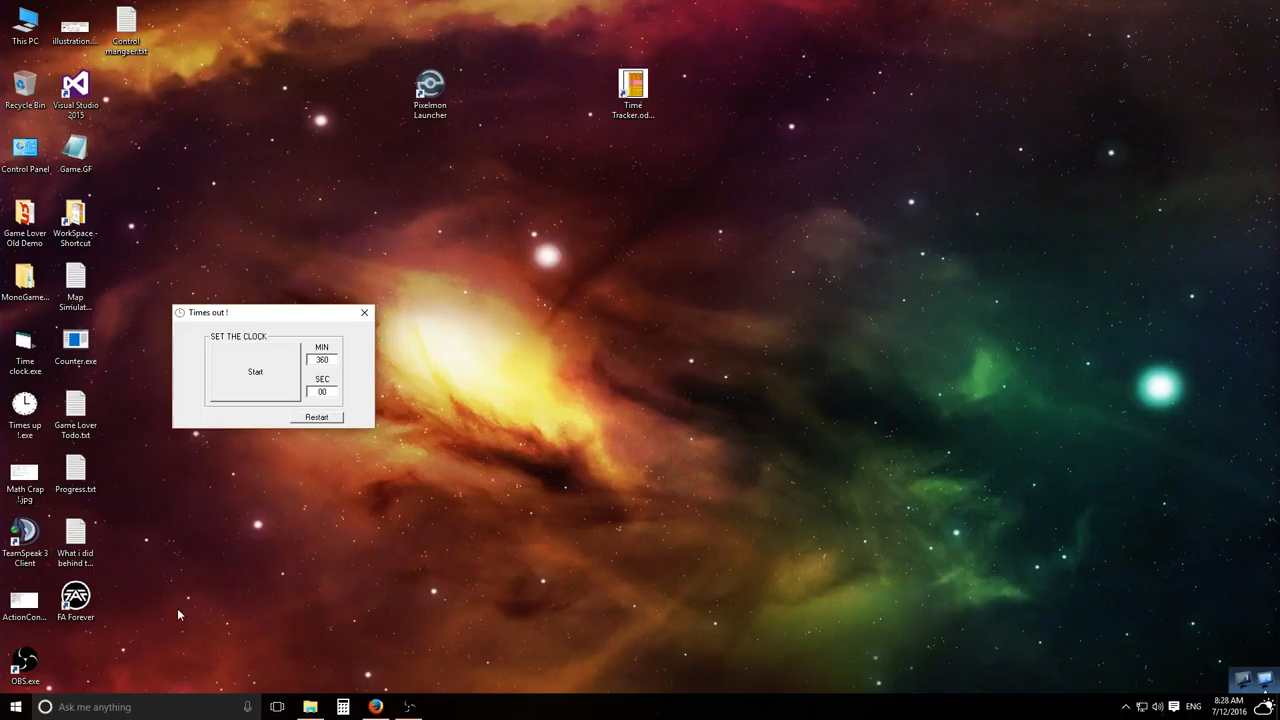 This PC
illustration....
Control
mangaer.txt
Recycle Bin
Visual Studio
2015
Pixelmon
Launcher
Time
Tracker.od...
Control Panel
Game.GF
Game Lover
Old Demo
WorkSpace -
Shortcut
MonoGame...
Map
Simulat...
Times out !
SET THE CLOCK
MIN
360
Start
SEC
00
Restart
Time
clock.exe
Counter.exe
Times up
!.exe
Game Lover
Todo.txt
Math Crap
!.jpg
Progress.txt
TeamSpeak 3
Client
What i did
behind t...
ActionCon...
FA Forever
OBS.exe
Ask me anything
ENG
8:28 AM
7/12/2016